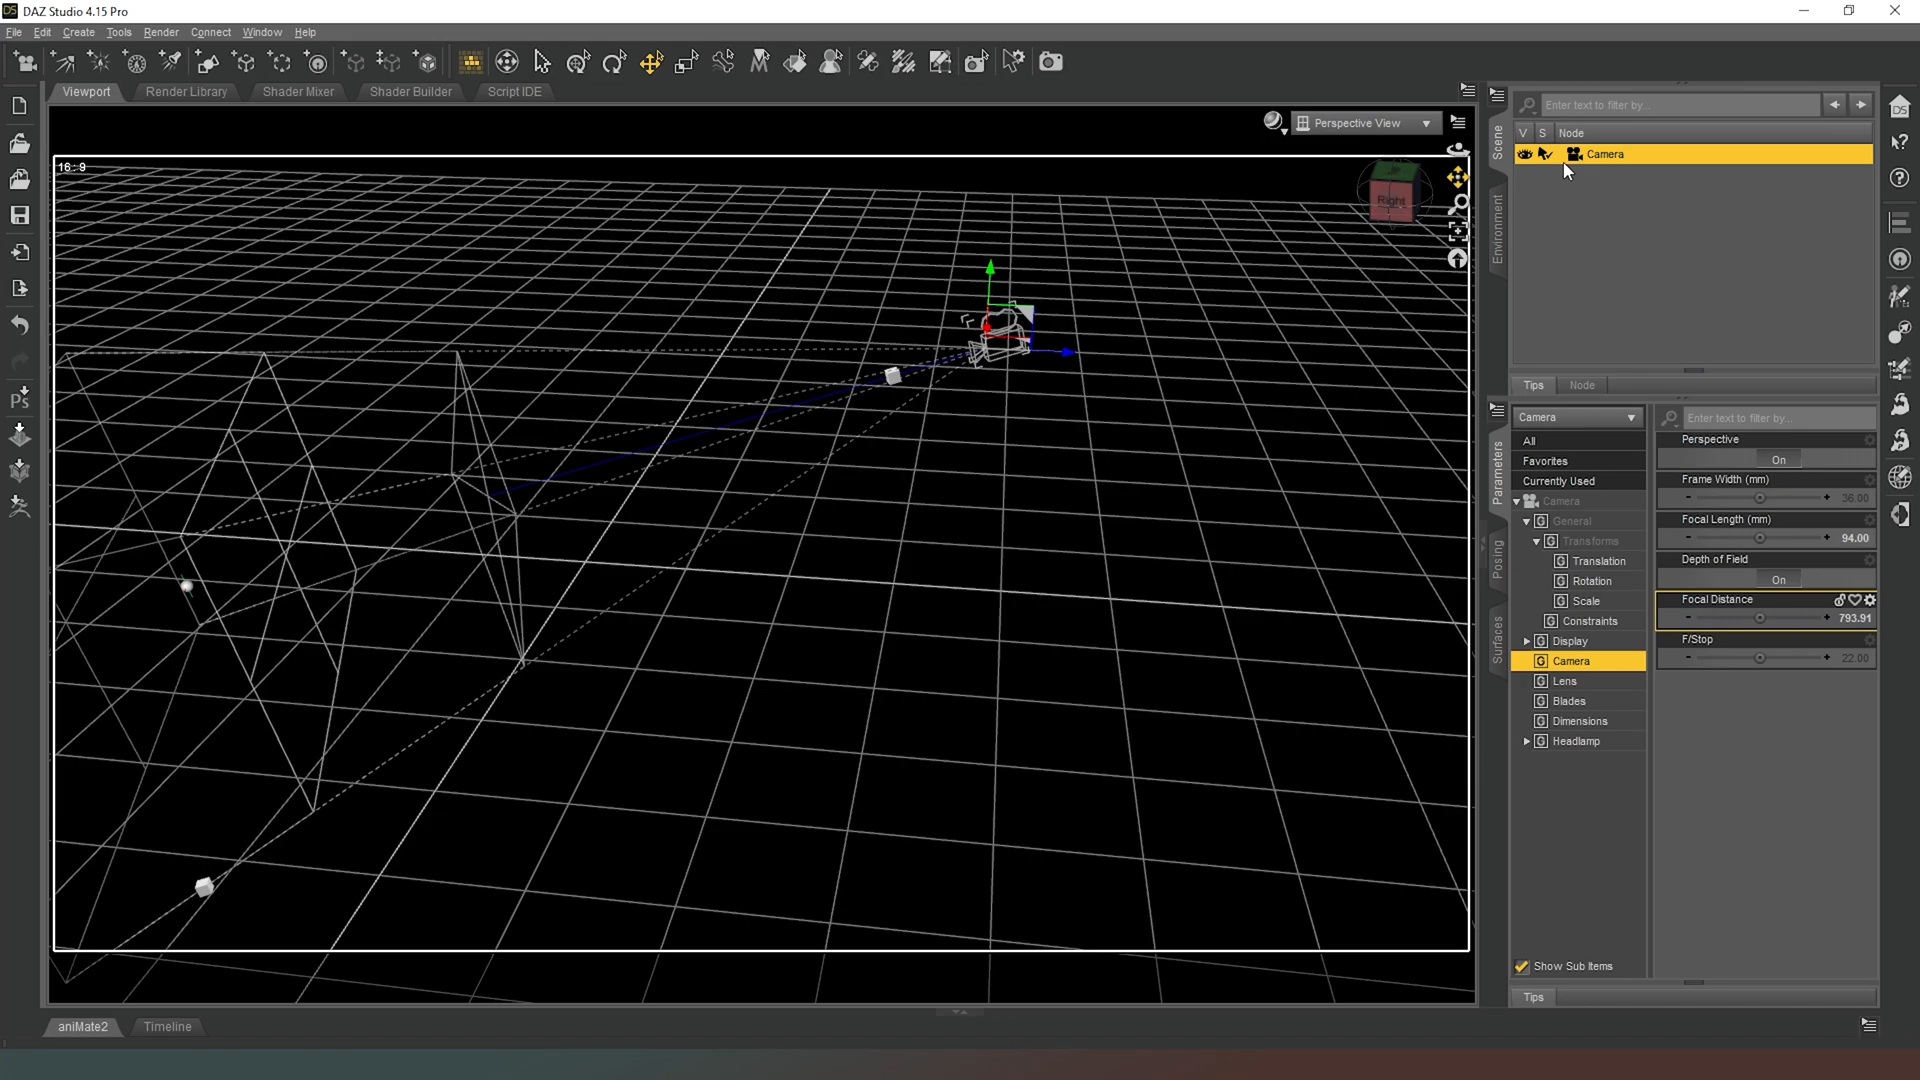 DS DAZ Studio 4.15 Pro
File Edit Create Tools Render Connect Window Help
Viewport Render Library Shader Mixer Shader Builder Script IDE
Perspective View
16:9
Right
Scene
Environment
Enter text to filter by...
V S Node
Camera
Tips Node
Parameters
Posing
Surfaces
Camera
All
Favorites
Currently Used
Camera
General
Transforms
Translation
Rotation
Scale
Constraints
Display
Camera
Lens
Blades
Dimensions
Headlamp
Show Sub Items
Enter text to filter by...
Perspective
On
Frame Width (mm)
36.00
Focal Length (mm)
94.00
Depth of Field
On
Focal Distance
793.91
F/Stop
22.00
Tips
aniMate2 Timeline